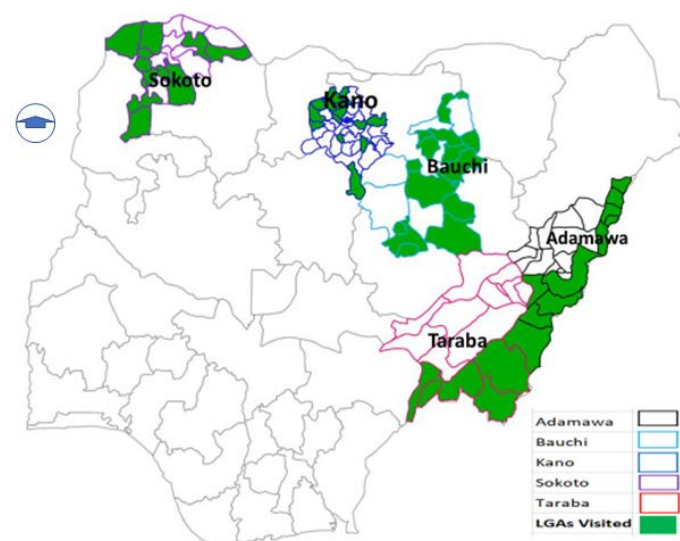 Sokoto
Kano
Bauchi
Adamawa
Taraba
Adamawa
Bauchi
Kano
Sokoto
Taraba
LGAs Visited